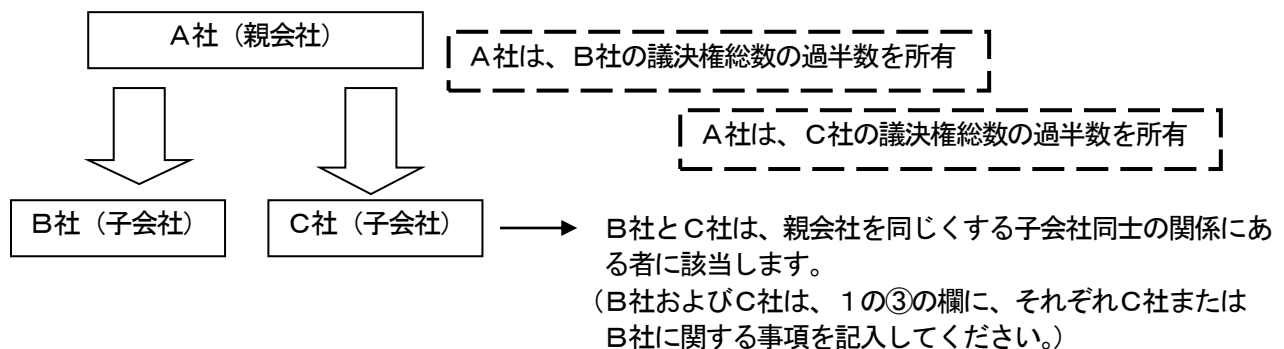 A社（親会社）
A社は、B社の議決権総数の過半数を所有
A社は、C社の議決権総数の過半数を所有
B社（子会社）
C社（子会社）
B社とC社は、親会社を同じくする子会社同士の関係にあ
る者に該当します。
（B社およびC社は、１の③の欄に、それぞれC社または
B社に関する事項を記入してください。）